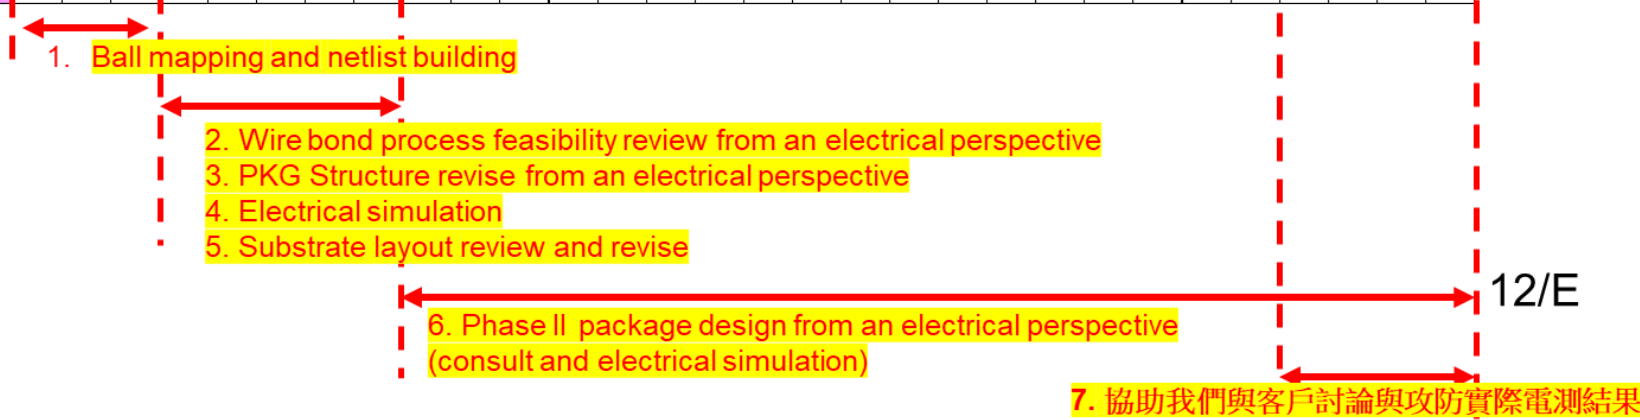 1. Ball mapping and netlist building
2. Wire bond process feasibility review from an electrical perspective
3. PKG Structure revise from an electrical perspective
4. Electrical simulation
5. Substrate layout review and revise
12/E
6. Phase II package design from an electrical perspective
(consult and electrical simulation)
7. 協助我們與客戶討論與攻防實際電測結果